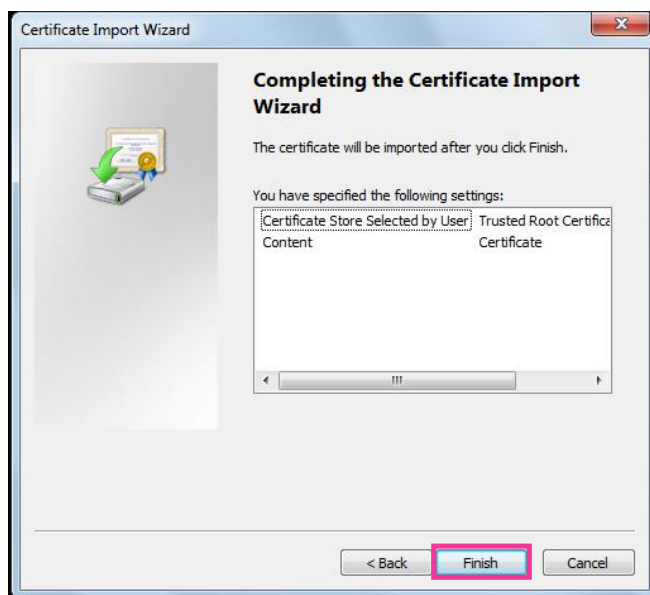 Certificate Import Wizard
Completing the Certificate Import
Wizard
The certificate will be imported after you click Finish.
You have specified the following settings:
Certificate Store Selected by User Trusted Root Certifica
Content Certificate
< Back Finish Cancel